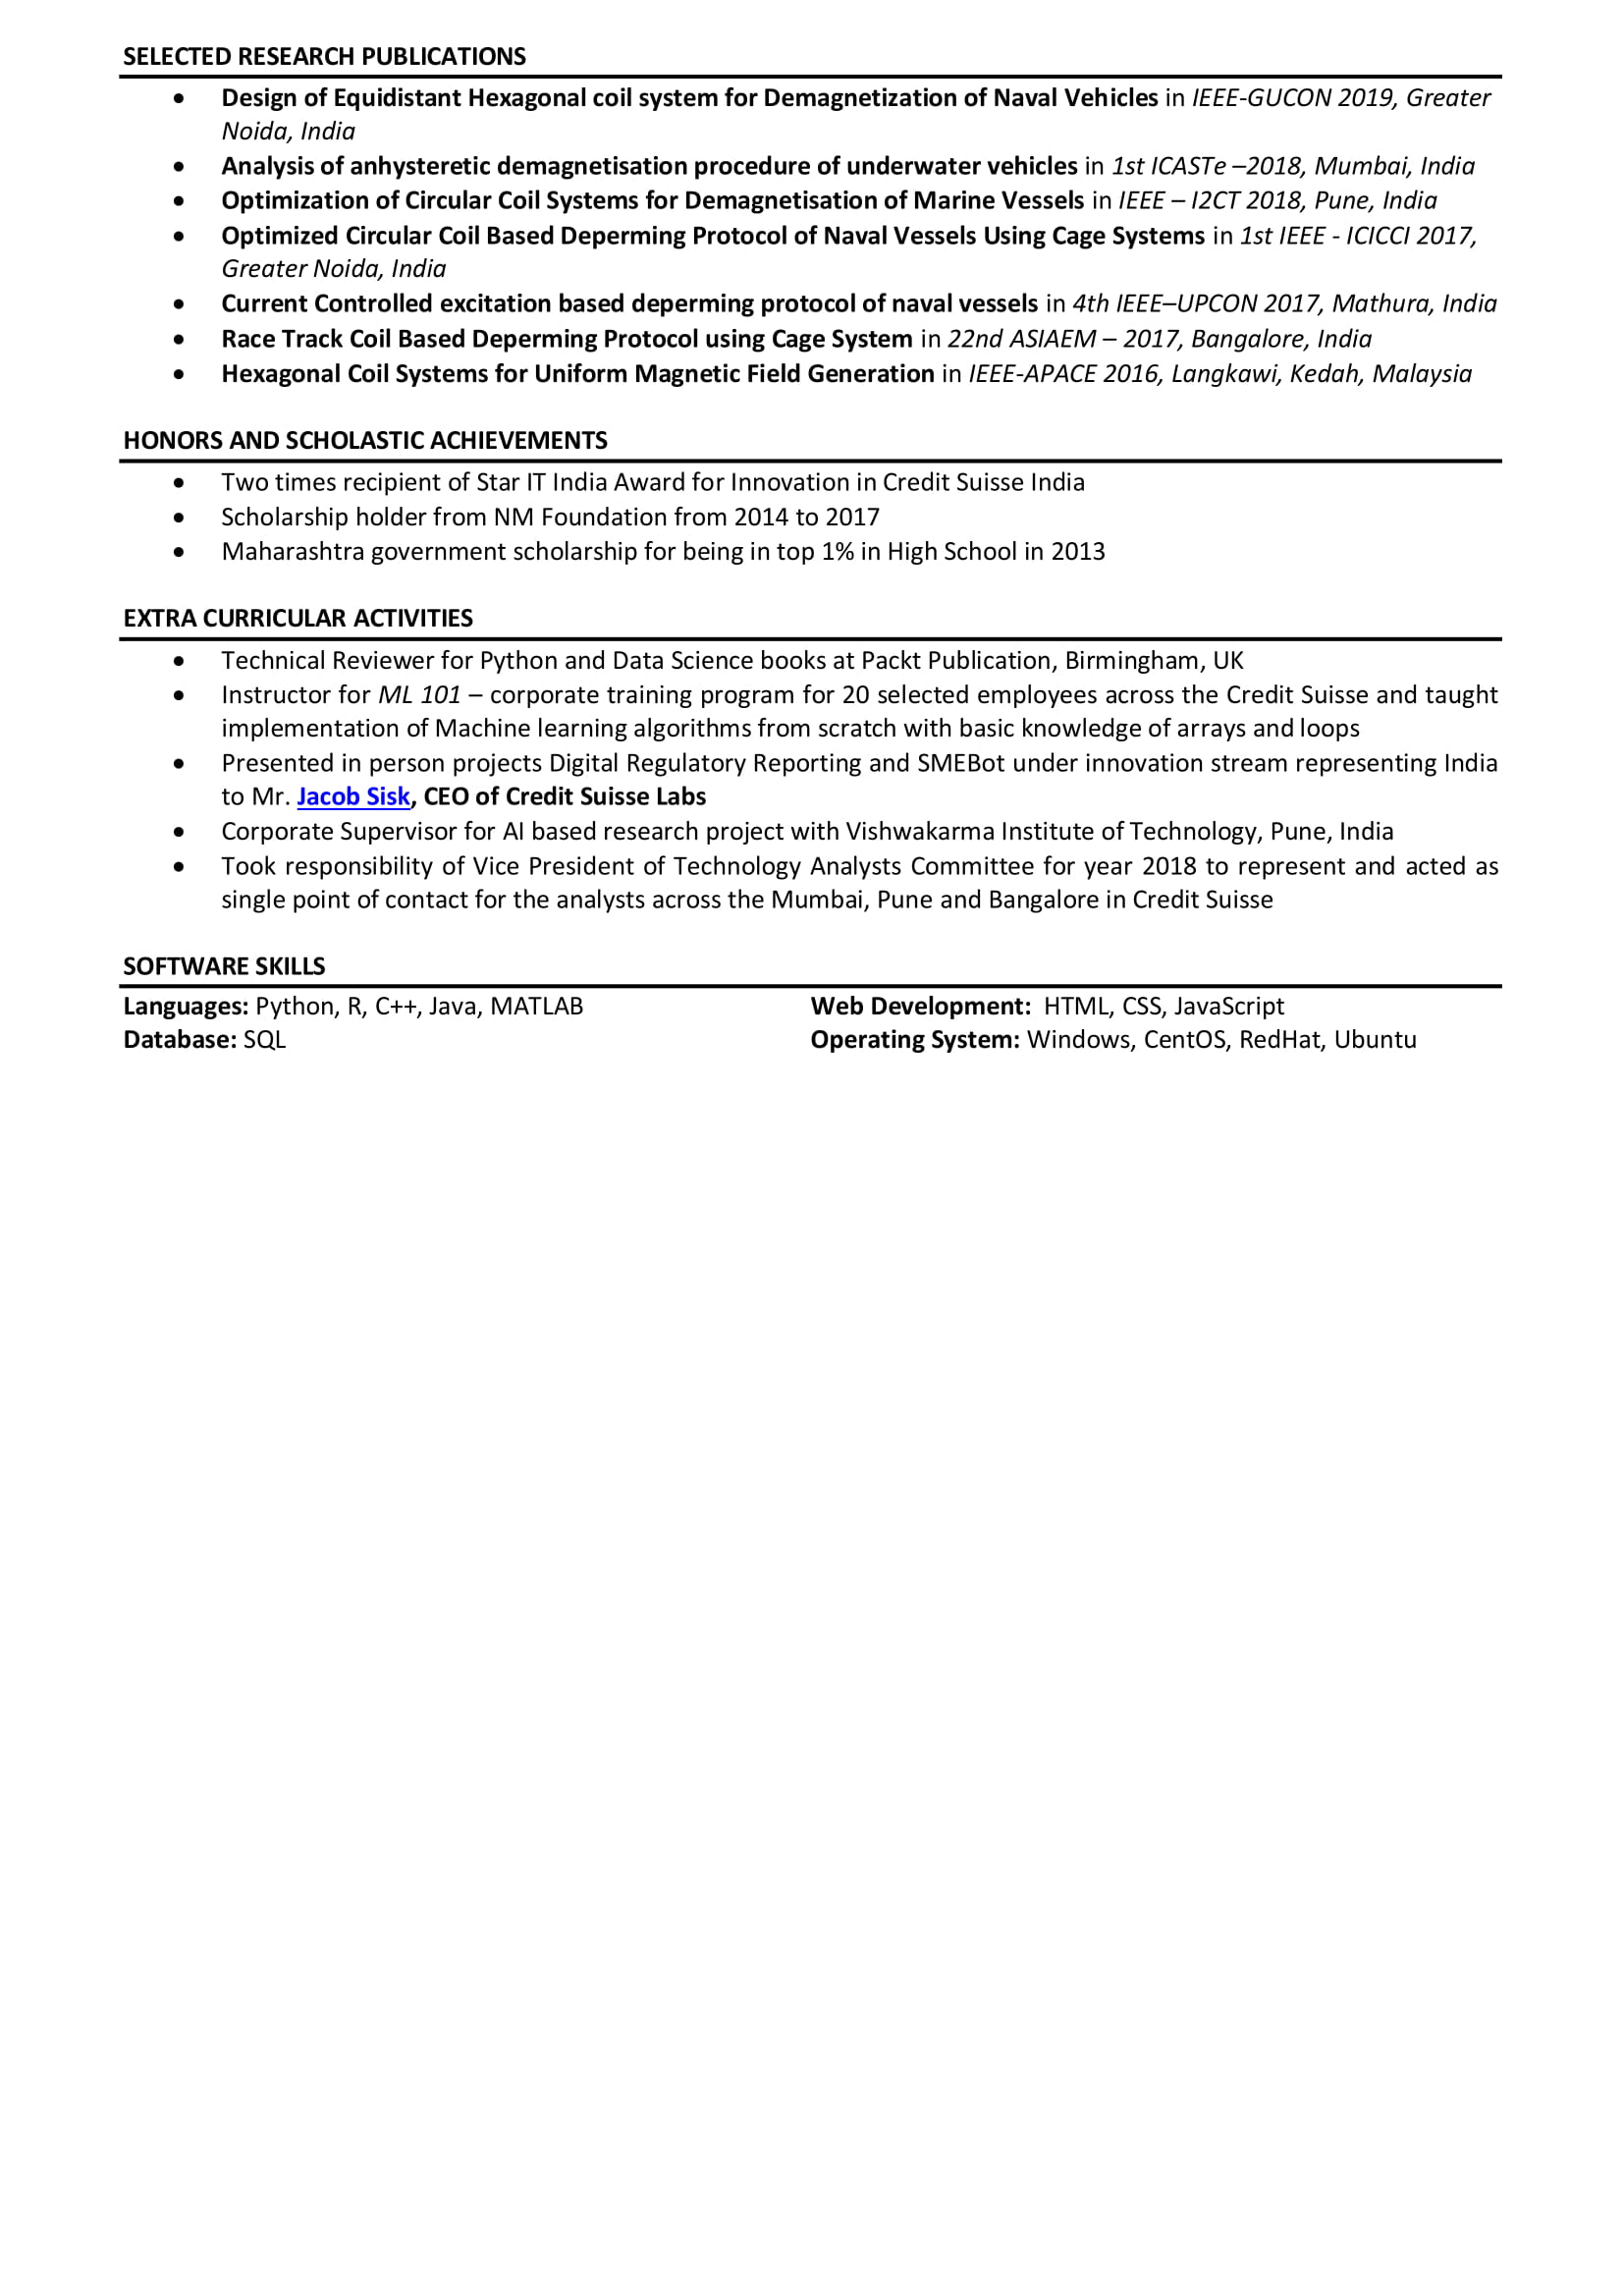 SELECTED RESEARCH PUBLICATIONS
• Design of Equidistant Hexagonal coil system for Demagnetization of Naval Vehicles in IEEE-GUCON 2019, Greater
Noida, India
• Analysis of anhysteretic demagnetisation procedure of underwater vehicles in 1st ICASTe –2018, Mumbai, India
• Optimization of Circular Coil Systems for Demagnetisation of Marine Vessels in IEEE – I2CT 2018, Pune, India
• Optimized Circular Coil Based Deperming Protocol of Naval Vessels Using Cage Systems in 1st IEEE - ICICCI 2017,
Greater Noida, India
• Current Controlled excitation based deperming protocol of naval vessels in 4th IEEE–UPCON 2017, Mathura, India
• Race Track Coil Based Deperming Protocol using Cage System in 22nd ASIAEM – 2017, Bangalore, India
• Hexagonal Coil Systems for Uniform Magnetic Field Generation in IEEE-APACE 2016, Langkawi, Kedah, Malaysia
HONORS AND SCHOLASTIC ACHIEVEMENTS
• Two times recipient of Star IT India Award for Innovation in Credit Suisse India
• Scholarship holder from NM Foundation from 2014 to 2017
• Maharashtra government scholarship for being in top 1% in High School in 2013
EXTRA CURRICULAR ACTIVITIES
• Technical Reviewer for Python and Data Science books at Packt Publication, Birmingham, UK
• Instructor for ML 101 – corporate training program for 20 selected employees across the Credit Suisse and taught
implementation of Machine learning algorithms from scratch with basic knowledge of arrays and loops
• Presented in person projects Digital Regulatory Reporting and SMEBot under innovation stream representing India
to Mr. Jacob Sisk, CEO of Credit Suisse Labs
• Corporate Supervisor for AI based research project with Vishwakarma Institute of Technology, Pune, India
• Took responsibility of Vice President of Technology Analysts Committee for year 2018 to represent and acted as
single point of contact for the analysts across the Mumbai, Pune and Bangalore in Credit Suisse
SOFTWARE SKILLS
Languages: Python, R, C++, Java, MATLAB Web Development: HTML, CSS, JavaScript
Database: SQL Operating System: Windows, CentOS, RedHat, Ubuntu